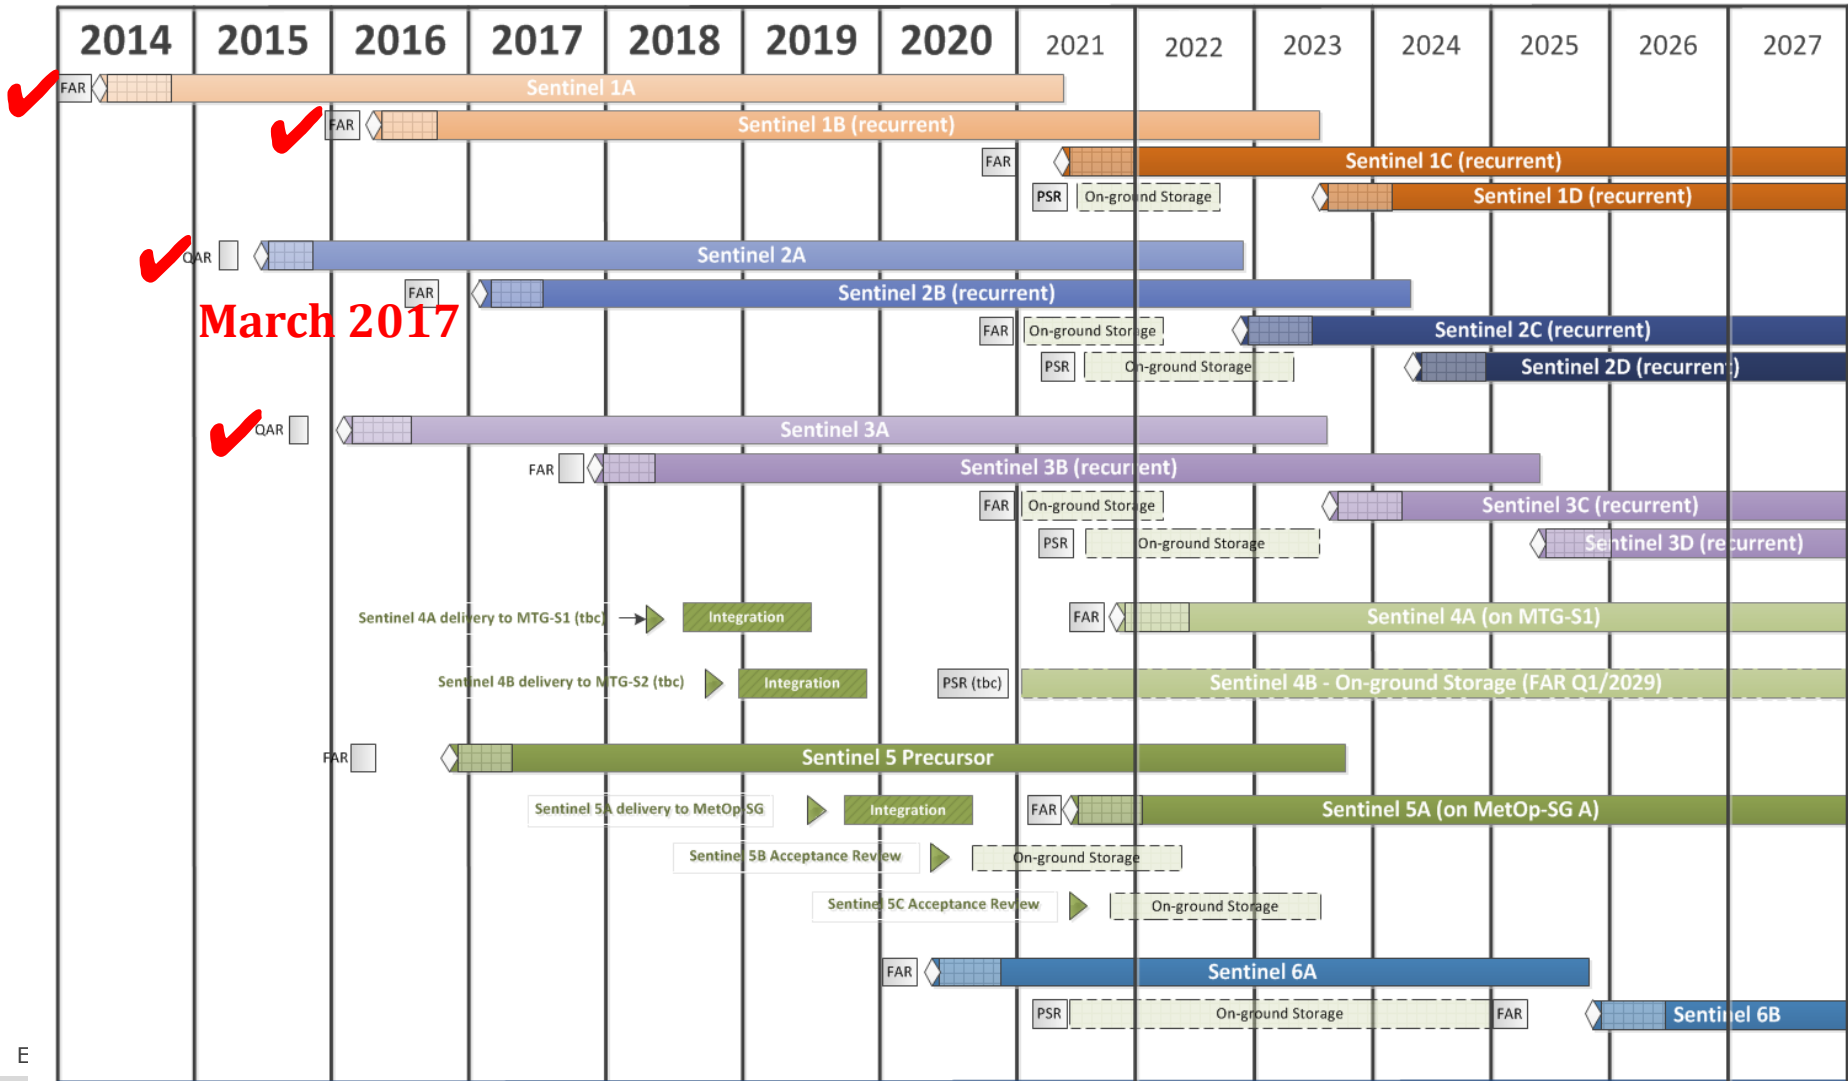 2014 2015 2016 2017 2018 2019 2020 2021 2022 2023 2024 2025 2026 2027
FAR Sentinel 1A
FAR Sentinel 1B (recurrent)
FAR Sentinel 1C (recurrent)
PSR On-ground Storage Sentinel 1D (recurrent)
QAR Sentinel 2A
FAR Sentinel 2B (recurrent)
March 2017
FAR On-ground Storage Sentinel 2C (recurrent)
PSR On-ground Storage Sentinel 2D (recurrent)
QAR Sentinel 3A
FAR Sentinel 3B (recurrent)
FAR On-ground Storage Sentinel 3C (recurrent)
PSR On-ground Storage Sentinel 3D (recurrent)
Sentinel 4A delivery to MTG-S1 (tbc) Integration FAR Sentinel 4A (on MTG-S1)
Sentinel 4B delivery to MTG-S2 (tbc) Integration PSR (tbc) Sentinel 4B - On-ground Storage (FAR Q1/2029)
FAR Sentinel 5 Precursor
Sentinel 5A delivery to MetOp-SG Integration FAR Sentinel 5A (on MetOp-SG A)
Sentinel 5B Acceptance Review On-ground Storage
Sentinel 5C Acceptance Review On-ground Storage
FAR Sentinel 6A
PSR On-ground Storage FAR Sentinel 6B
E